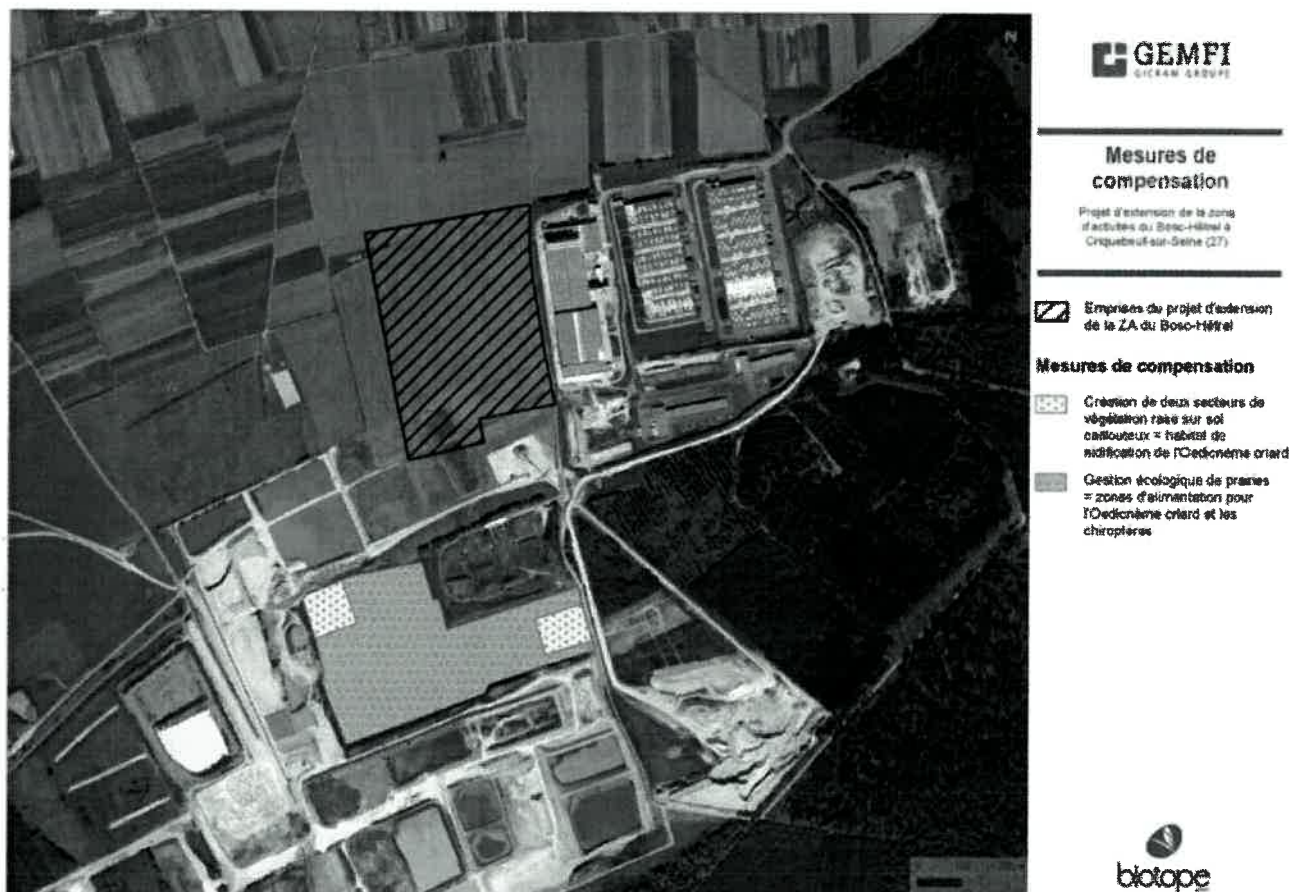 GEMFI
GICRAM GROUPE
Mesures de
compensation
Projet d'extension de la zone
d'activités du Bosc-Hêtrel à
Criquebeuf-sur-Seine (27)
Emprises du projet d'extension
de la ZA du Bosc-Hêtrel
Mesures de compensation
Création de deux secteurs de
végétation rase sur sol
caillouteux = habitat de
nidification de l'Oedicnème criard
Gestion écologique de prairies
= zones d'alimentation pour
l'Oedicnème criard et les
chiroptères
biotope